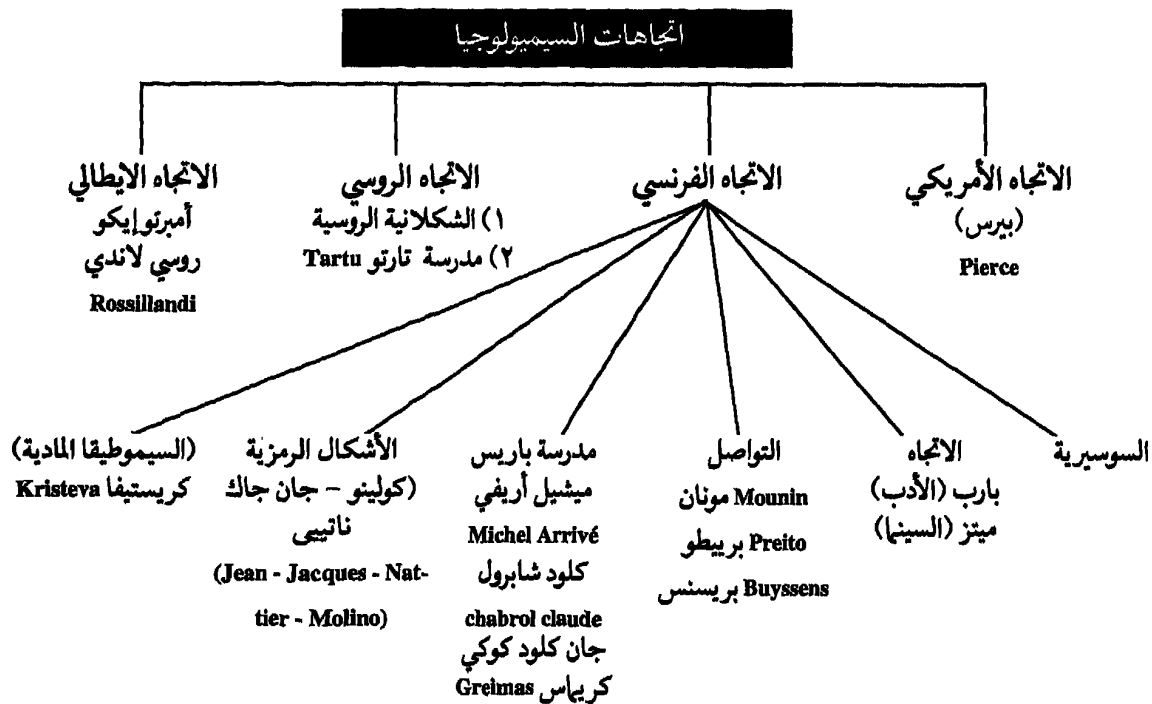 اتجاهات السيميولوجيا
الاتجاه الأمريكي
(بيرس)
Pierce
الاتجاه الفرنسي
الاتجاه الروسي
١) الشكلانية الروسية
٢) مدرسة تارتو Tartu
الاتجاه الايطالي
أمبرتو إيكو
روسي لاندي
Rossillandi
السوسيرية
الاتجاه
بارب (الأدب)
ميتز (السينما)
التواصل
Mounin مونان
Preito برييطو
Buyssens بريسنس
مدرسة باريس
ميشيل أريفي
Michel Arrivé
كلود شابرول
chabrol claude
جان كلود كوكي
كريماس Greimas
الأشكال الرمزية
(كولينو – جان جاك
ناتييى
(Jean - Jacques - Nat-
tier - Molino)
(السيموطيقا المادية)
كريستيفا Kristeva